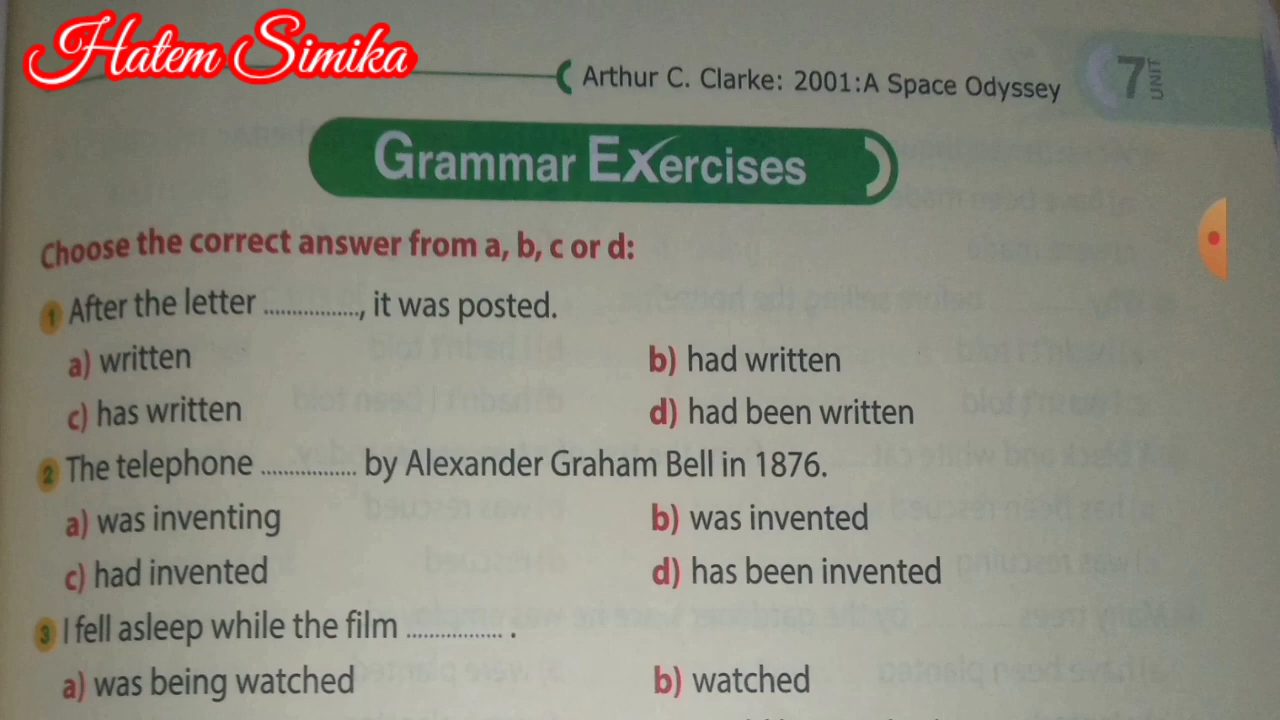 Hatem Simika
Arthur C. Clarke: 2001:A Space Odyssey
7 UNIT
Grammar Exercises
Choose the correct answer from a, b, c or d:
1 After the letter ................, it was posted.
a) written b) had written
c) has written d) had been written
2 The telephone ................ by Alexander Graham Bell in 1876.
a) was inventing b) was invented
c) had invented d) has been invented
3 I fell asleep while the film ................ .
a) was being watched b) watched